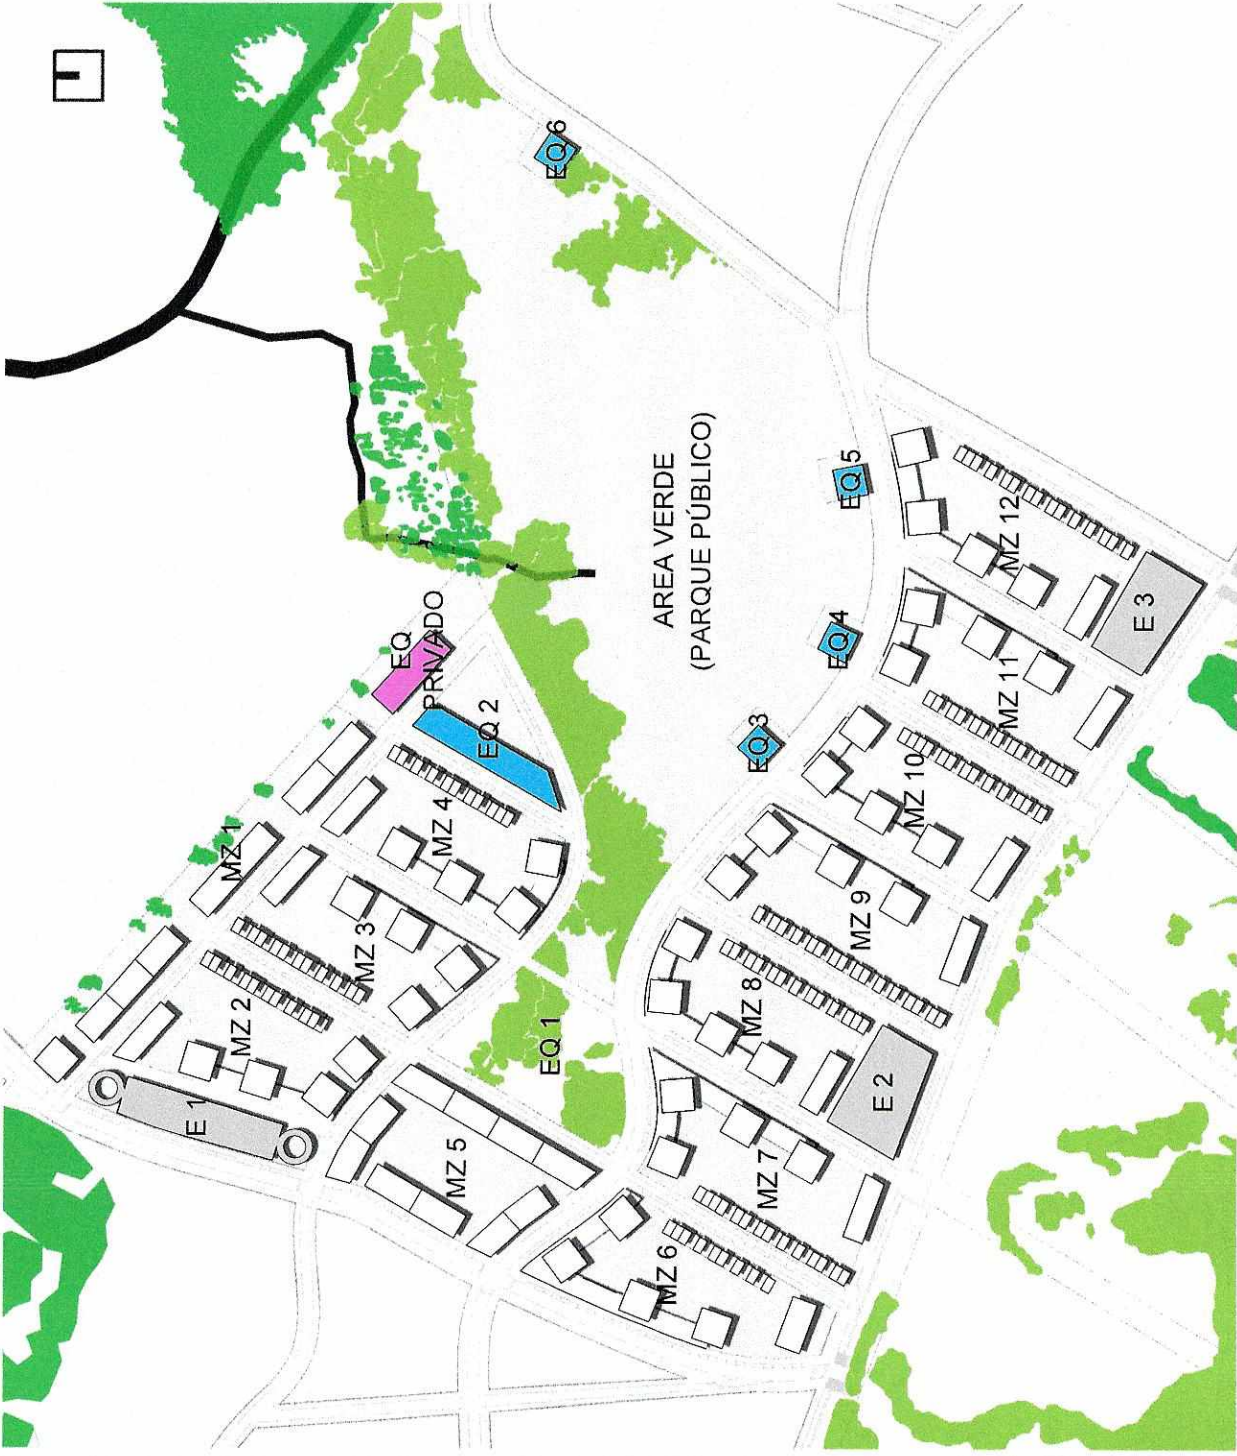 E 1
MZ 1
MZ 2
MZ 3
EQ
PRIVADO
MZ 4
MZ 5
EQ 2
EQ 1
EQ 6
AREA VERDE
(PARQUE PÚBLICO)
MZ 6
MZ 7
MZ 8
EQ 3
EQ 4
EQ 5
MZ 9
E 2
MZ 10
MZ 11
MZ 12
E 3